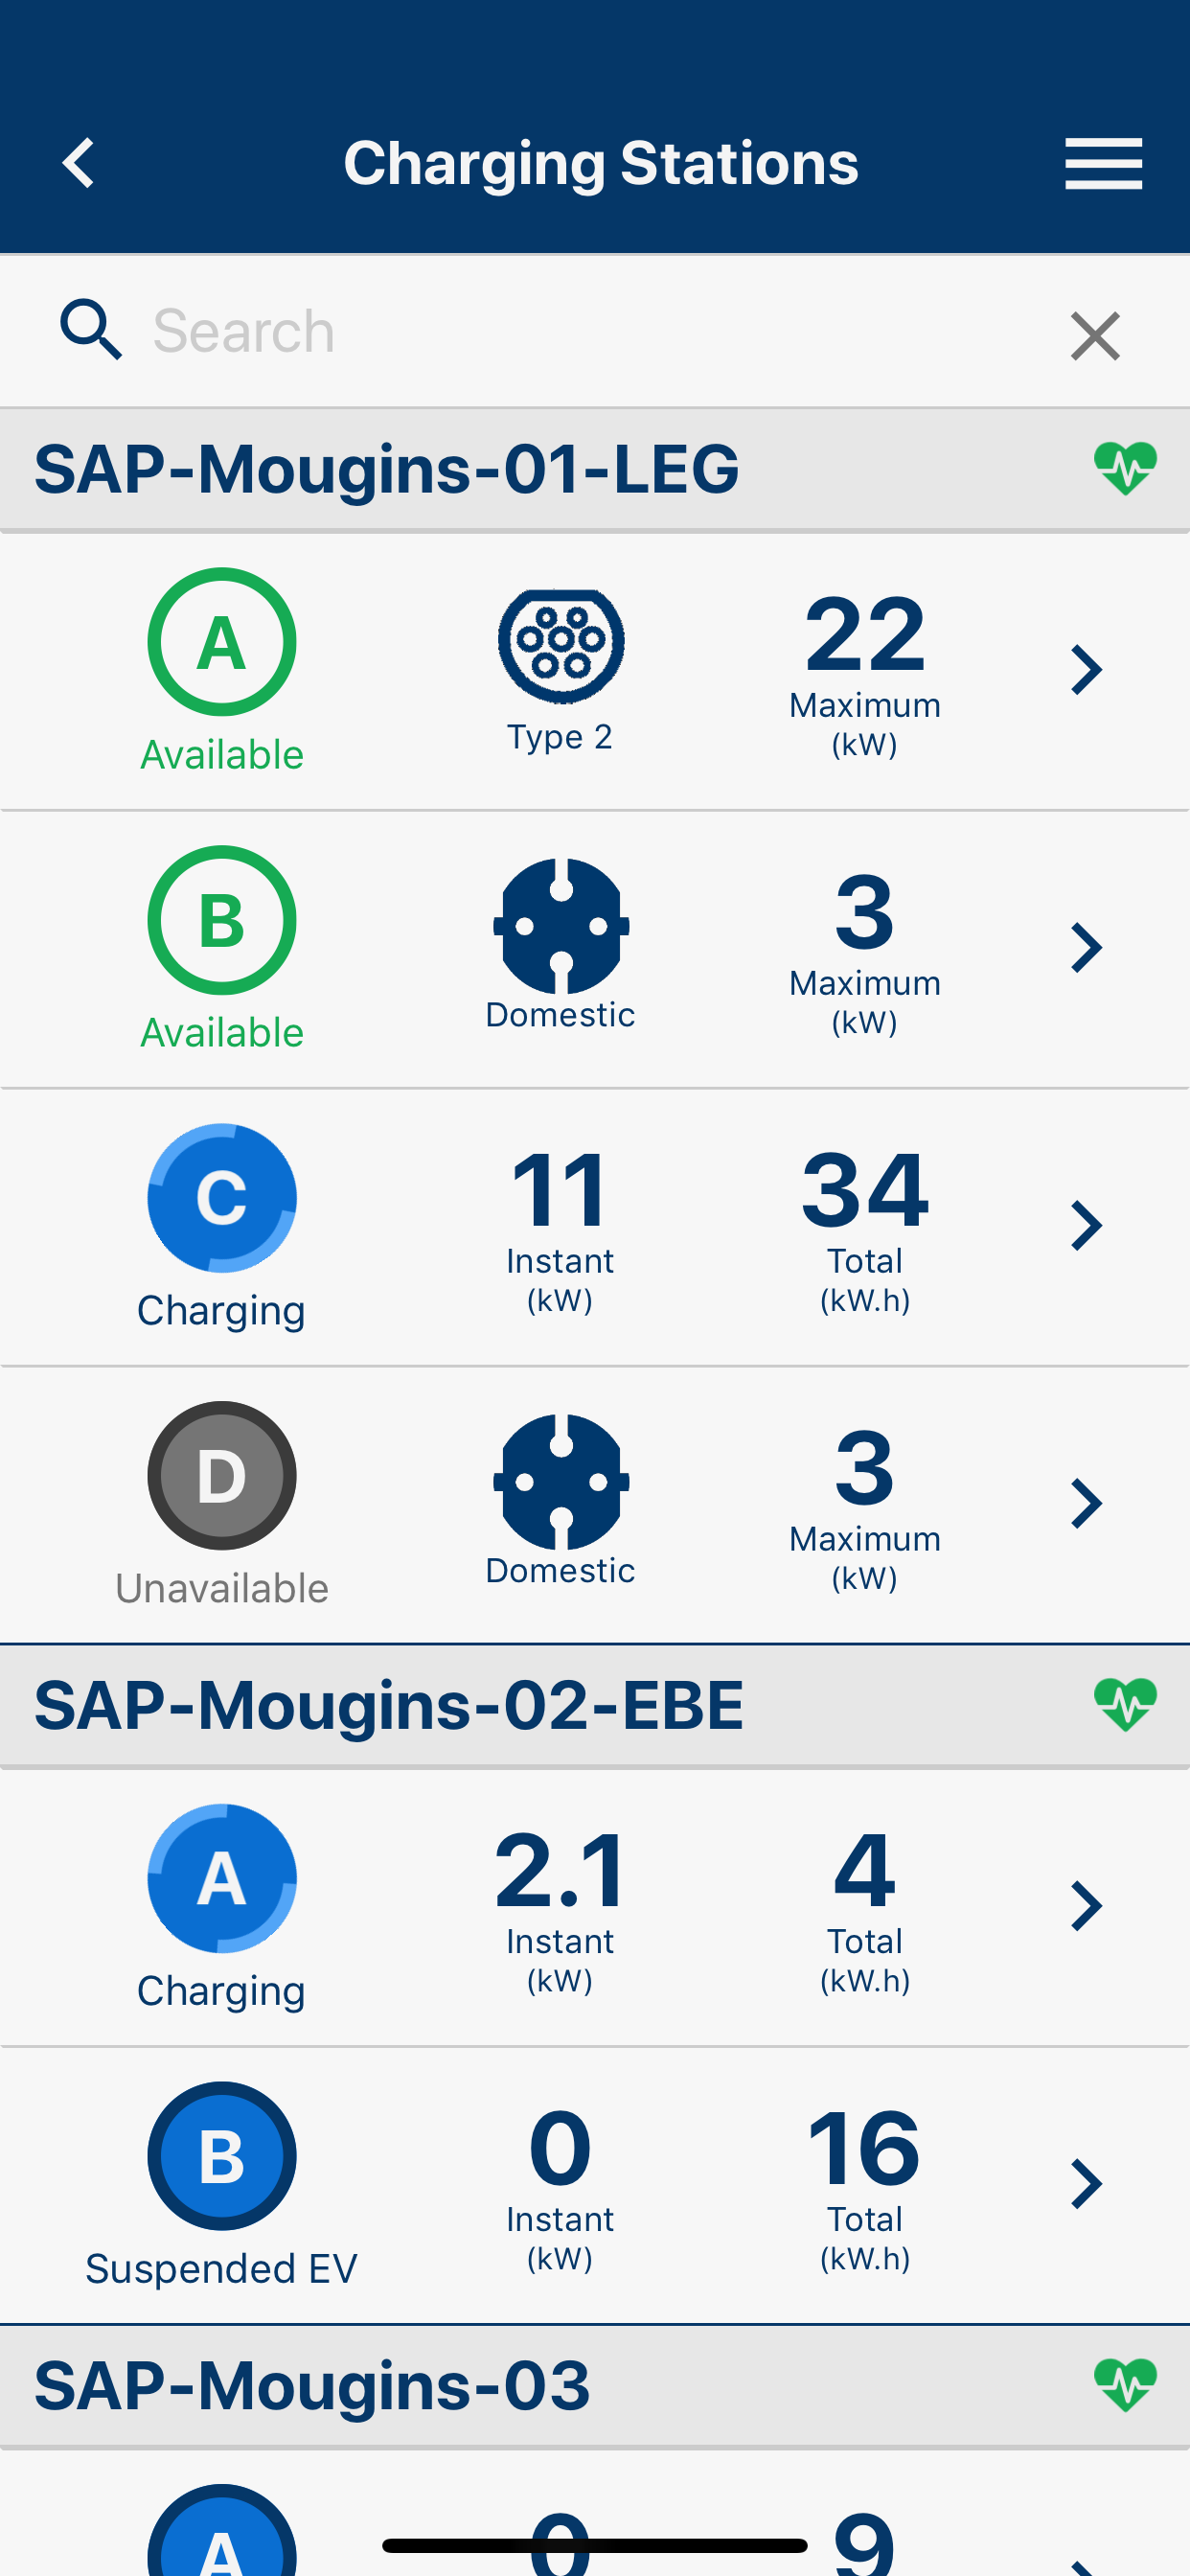 Charging Stations
Search
SAP-Mougins-01-LEG
A
Available
Type 2
22
Maximum
(kW)
B
Available
Domestic
3
Maximum
(kW)
C
Charging
11
Instant
(kW)
34
Total
(kW.h)
D
Unavailable
Domestic
3
Maximum
(kW)
SAP-Mougins-02-EBE
A
Charging
2.1
Instant
(kW)
4
Total
(kW.h)
B
Suspended EV
0
Instant
(kW)
16
Total
(kW.h)
SAP-Mougins-03
A
0
9